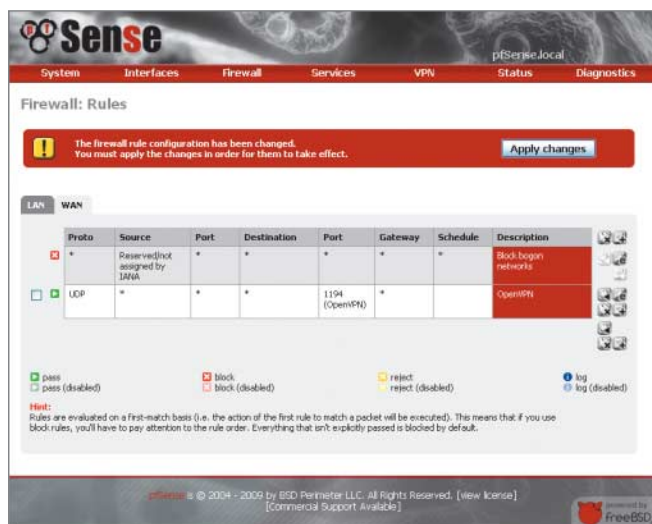 pf Sense
pfSense.local
System Interfaces Firewall Services VPN Status Diagnostics
Firewall: Rules
The firewall rule configuration has been changed.
You must apply the changes in order for them to take effect.
Apply changes
LAN WAN
Proto Source Port Destination Port Gateway Schedule Description
* Reserved/not assigned by IANA * * * * * Block bogon networks
UDP * * * 1194 (OpenVPN) * OpenVPN
pass block reject log
pass (disabled) block (disabled) reject (disabled) log (disabled)
Hint:
Rules are evaluated on a first-match basis (i.e. the action of the first rule to match a packet will be executed). This means that if you use
block rules, you'll have to pay attention to the rule order. Everything that isn't explicitly passed is blocked by default.
pfSense is © 2004 - 2009 by BSD Perimeter LLC. All Rights Reserved. [view license]
[Commercial Support Available]
powered by
FreeBSD